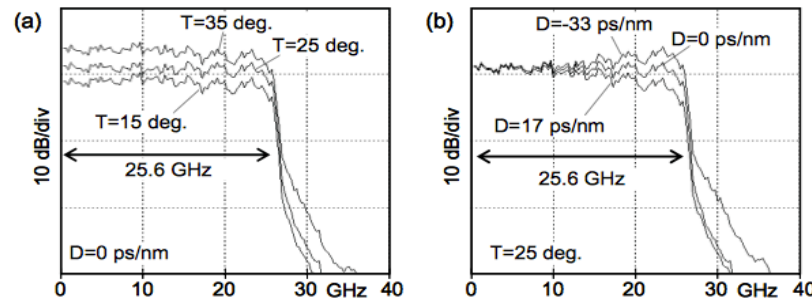 (a)
T=35 deg.
T=25 deg.
T=15 deg.
10 dB/div
25.6 GHz
D=0 ps/nm
0 10 20 30 GHz 40
(b)
D=-33 ps/nm
D=0 ps/nm
D=17 ps/nm
10 dB/div
25.6 GHz
T=25 deg.
0 10 20 30 GHz 40